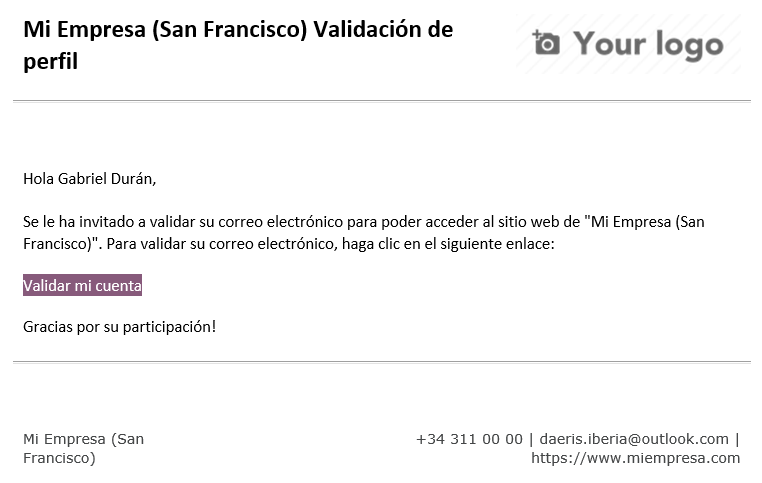 Mi Empresa (San Francisco) Validación de
perfil
Your logo
Hola Gabriel Durán,
Se le ha invitado a validar su correo electrónico para poder acceder al sitio web de "Mi Empresa (San
Francisco)". Para validar su correo electrónico, haga clic en el siguiente enlace:
Validar mi cuenta
Gracias por su participación!
Mi Empresa (San
Francisco)
+34 311 00 00 | daeris.iberia@outlook.com |
https://www.miempresa.com